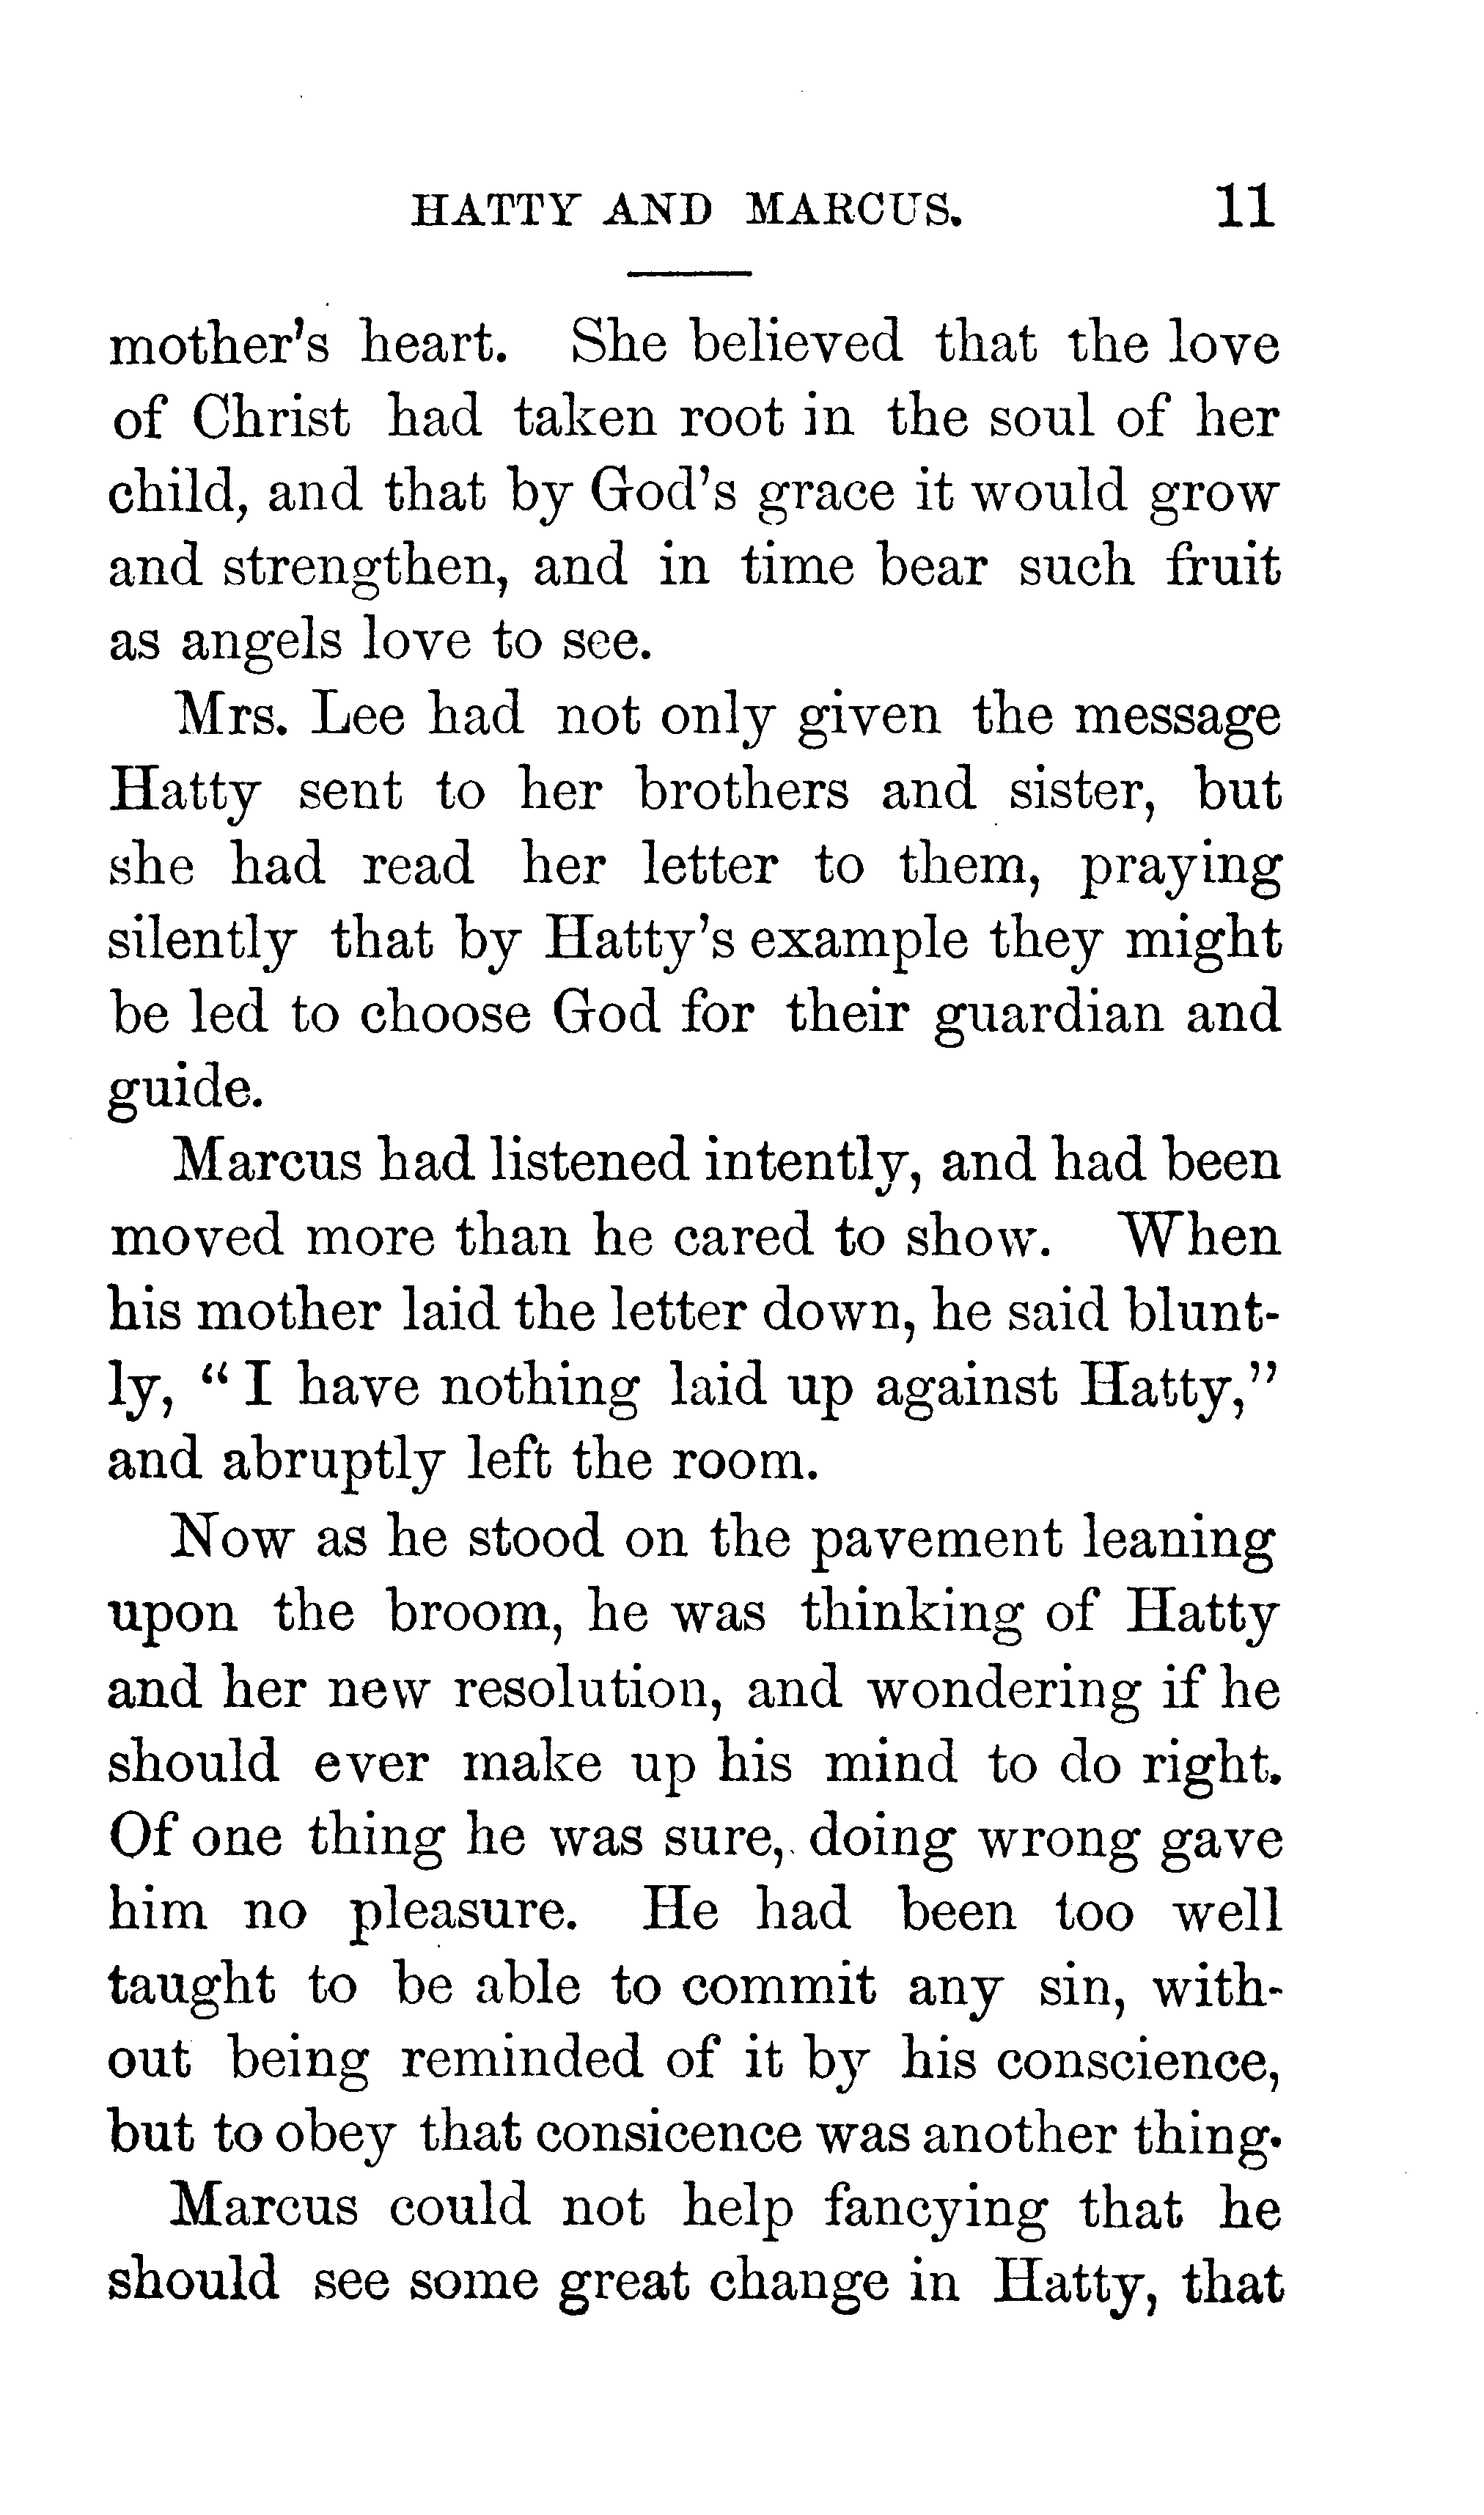 HATTY AND MARCUS. 11
mother's heart. She believed that the love
of Christ had taken root in the soul of her
child, and that by God's grace it would grow
and strengthen, and in time bear such fruit
as angels love to see.
Mrs. Lee had not only given the message
Hatty sent to her brothers and sister, but
she had read her letter to them, praying
silently that by Hatty's example they might
be led to choose God for their guardian and
guide.
Marcus had listened intently, and had been
moved more than he cared to show. When
his mother laid the letter down, he said blunt-
ly, "I have nothing laid up against Hatty,"
and abruptly left the room.
Now as he stood on the pavement leaning
upon the broom, he was thinking of Hatty
and her new resolution, and wondering if he
should ever make up his mind to do right.
Of one thing he was sure, doing wrong gave
him no pleasure. He had been too well
taught to be able to commit any sin, with-
out being reminded of it by his conscience,
but to obey that consicence was another thing.
Marcus could not help fancying that he
should see some great change in Hatty, that